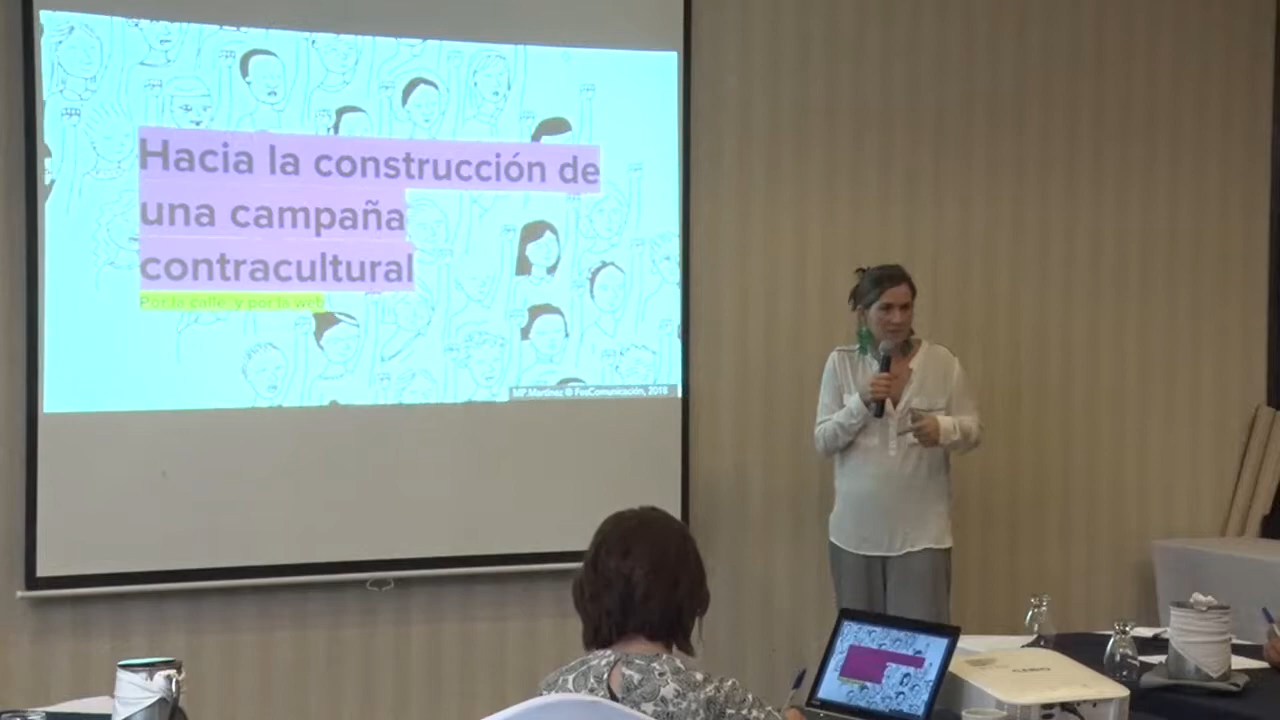 Hacia la construcción de
una campaña
contracultural
Por la calle y por la web
MP.Martínez @ FesComunicación, 2018